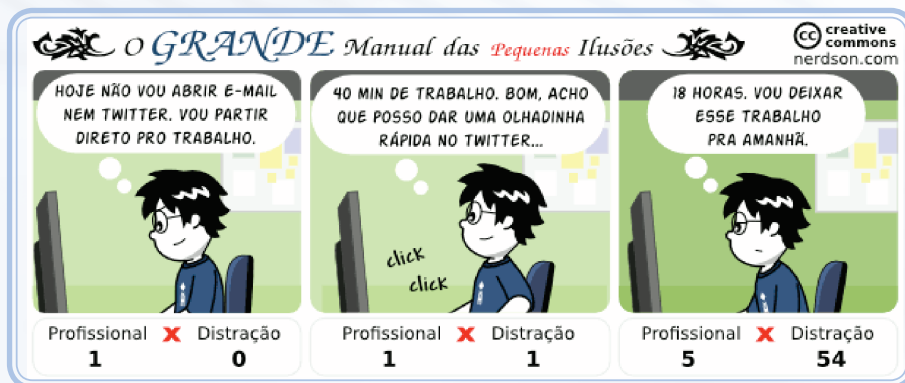 O GRANDE Manual das Pequenas Ilusões
cc creative
commons
nerdson.com
HOJE NÃO VOU ABRIR E-MAIL
NEM TWITTER. VOU PARTIR
DIRETO PRO TRABALHO.
40 MIN DE TRABALHO. BOM, ACHO
QUE POSSO DAR UMA OLHADINHA
RÁPIDA NO TWITTER...
click
click
18 HORAS. VOU DEIXAR
ESSE TRABALHO
PRA AMANHÃ.
Profissional X Distração
1 0
Profissional X Distração
1 1
Profissional X Distração
5 54